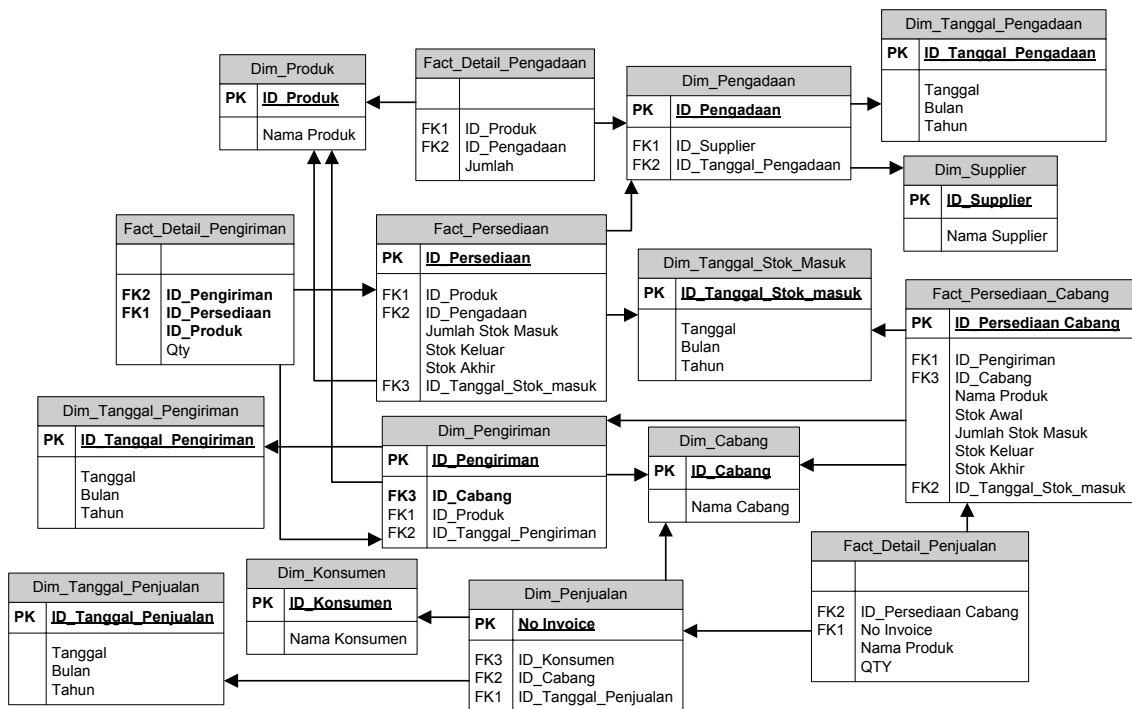 Dim_Tanggal_Pengadaan
PK ID_Tanggal_Pengadaan
Tanggal
Bulan
Tahun
Dim_Produk
PK ID_Produk
Nama Produk
Fact_Detail_Pengadaan
FK1 ID_Produk
FK2 ID_Pengadaan
Jumlah
Dim_Pengadaan
PK ID_Pengadaan
FK1 ID_Supplier
FK2 ID_Tanggal_Pengadaan
Dim_Supplier
PK ID_Supplier
Nama Supplier
Fact_Detail_Pengiriman
FK2 ID_Pengiriman
FK1 ID_Persediaan
ID_Produk
Qty
Fact_Persediaan
PK ID_Persediaan
FK1 ID_Produk
FK2 ID_Pengadaan
Jumlah Stok Masuk
Stok Keluar
Stok Akhir
FK3 ID_Tanggal_Stok_masuk
Dim_Tanggal_Stok_Masuk
PK ID_Tanggal_Stok_masuk
Tanggal
Bulan
Tahun
Fact_Persediaan_Cabang
PK ID_Persediaan Cabang
FK1 ID_Pengiriman
FK3 ID_Cabang
Nama Produk
Stok Awal
Jumlah Stok Masuk
Stok Keluar
Stok Akhir
FK2 ID_Tanggal_Stok_masuk
Dim_Tanggal_Pengiriman
PK ID_Tanggal_Pengiriman
Tanggal
Bulan
Tahun
Dim_Pengiriman
PK ID_Pengiriman
FK3 ID_Cabang
FK1 ID_Produk
FK2 ID_Tanggal_Pengiriman
Dim_Cabang
PK ID_Cabang
Nama Cabang
Fact_Detail_Penjualan
FK2 ID_Persediaan Cabang
FK1 No Invoice
Nama Produk
QTY
Dim_Tanggal_Penjualan
PK ID_Tanggal_Penjualan
Tanggal
Bulan
Tahun
Dim_Konsumen
PK ID_Konsumen
Nama Konsumen
Dim_Penjualan
PK No Invoice
FK3 ID_Konsumen
FK2 ID_Cabang
FK1 ID_Tanggal_Penjualan